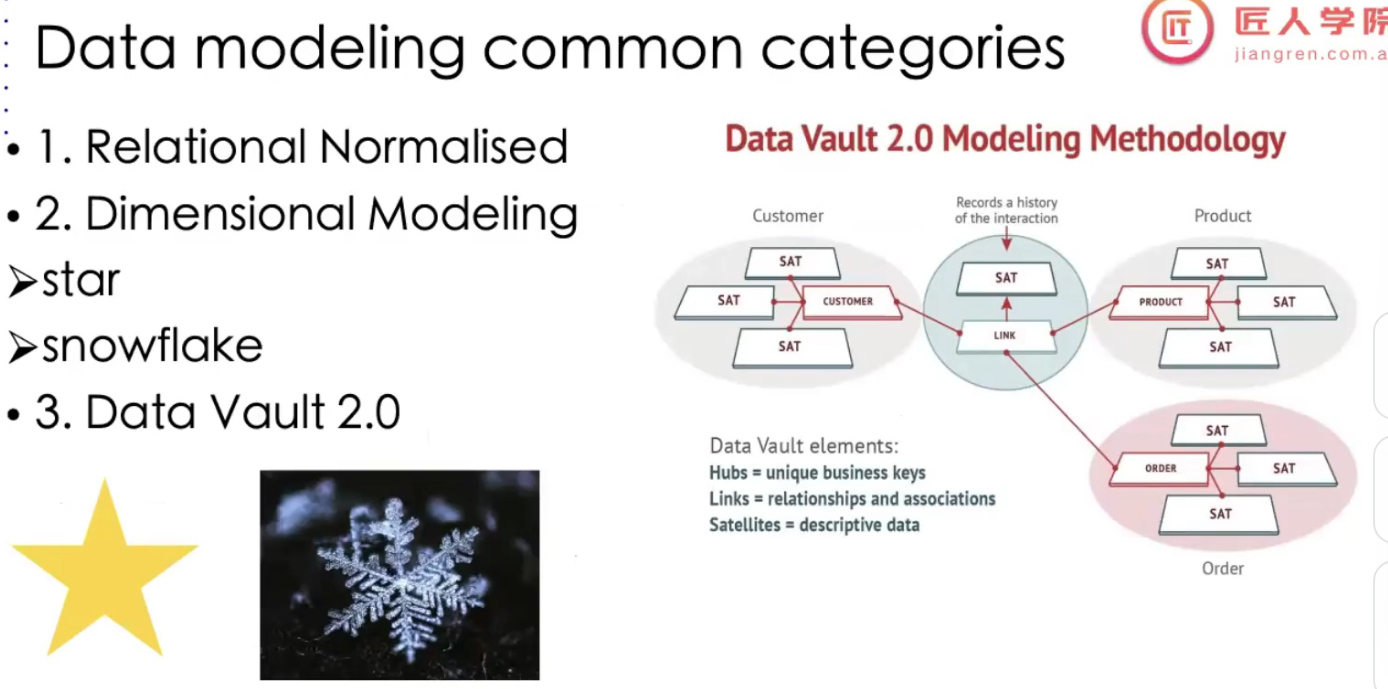 Data modeling common categories
匠人学院
jiangren.com.a
• 1. Relational Normalised
• 2. Dimensional Modeling
➢star
➢snowflake
• 3. Data Vault 2.0
Data Vault 2.0 Modeling Methodology
Customer
Records a history
of the interaction
Product
SAT
SAT
CUSTOMER
SAT
SAT
LINK
SAT
PRODUCT
SAT
SAT
SAT
ORDER
SAT
SAT
Order
Data Vault elements:
Hubs = unique business keys
Links = relationships and associations
Satellites = descriptive data